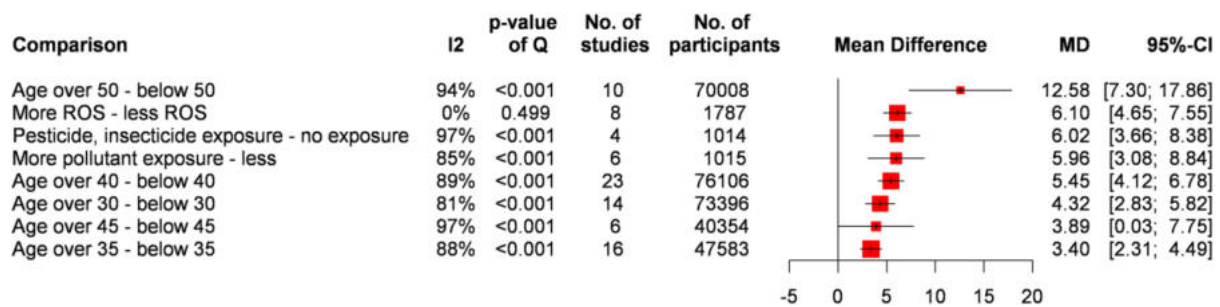 Comparison I2 p-value of Q No. of studies No. of participants Mean Difference MD 95%-CI
Age over 50 - below 50 94% <0.001 10 70008 12.58 [7.30; 17.86]
More ROS - less ROS 0% 0.499 8 1787 6.10 [4.65; 7.55]
Pesticide, insecticide exposure - no exposure 97% <0.001 4 1014 6.02 [3.66; 8.38]
More pollutant exposure - less 85% <0.001 6 1015 5.96 [3.08; 8.84]
Age over 40 - below 40 89% <0.001 23 76106 5.45 [4.12; 6.78]
Age over 30 - below 30 81% <0.001 14 73396 4.32 [2.83; 5.82]
Age over 45 - below 45 97% <0.001 6 40354 3.89 [0.03; 7.75]
Age over 35 - below 35 88% <0.001 16 47583 3.40 [2.31; 4.49]
-5 0 5 10 15 20